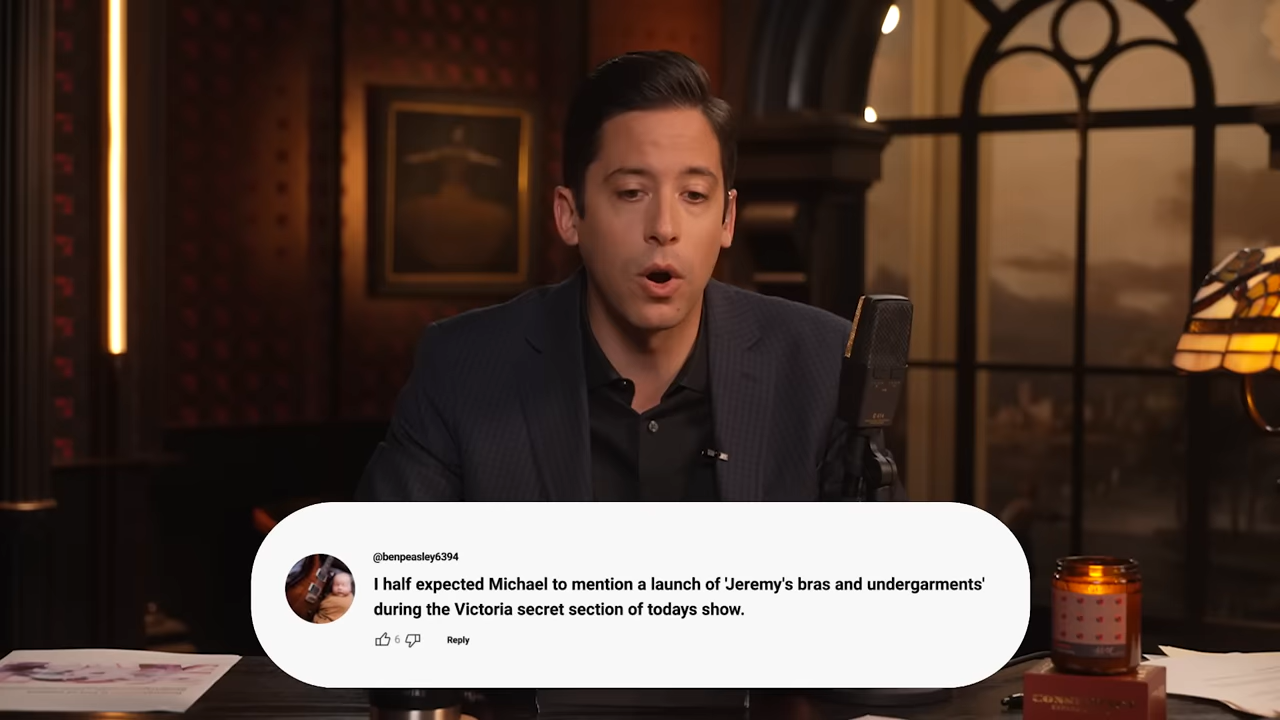 @benpeasley6394
I half expected Michael to mention a launch of 'Jeremy's bras and undergarments'
during the Victoria secret section of todays show.
6
Reply